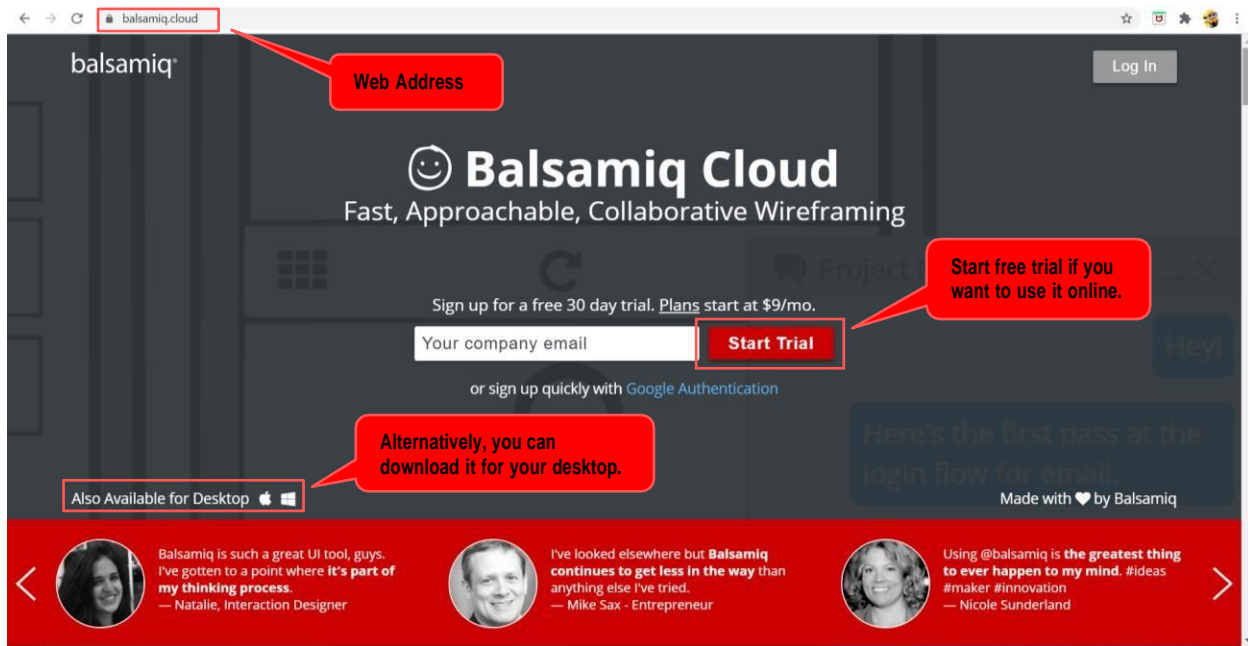 balsamiq.cloud
balsamiq
Web Address
Log In
Balsamiq Cloud
Fast, Approachable, Collaborative Wireframing
Project
Start free trial if you
want to use it online.
Sign up for a free 30 day trial. Plans start at $9/mo.
Your company email
Start Trial
Hey!
or sign up quickly with Google Authentication
Alternatively, you can
download it for your desktop.
Here's the first pass at the
login flow for email.
Also Available for Desktop
Made with ❤ by Balsamiq
Balsamiq is such a great UI tool, guys.
I've gotten to a point where it's part of
my thinking process.
— Natalie, Interaction Designer
I've looked elsewhere but Balsamiq
continues to get less in the way than
anything else I've tried.
— Mike Sax - Entrepreneur
Using @balsamiq is the greatest thing
to ever happen to my mind. #ideas
#maker #innovation
— Nicole Sunderland